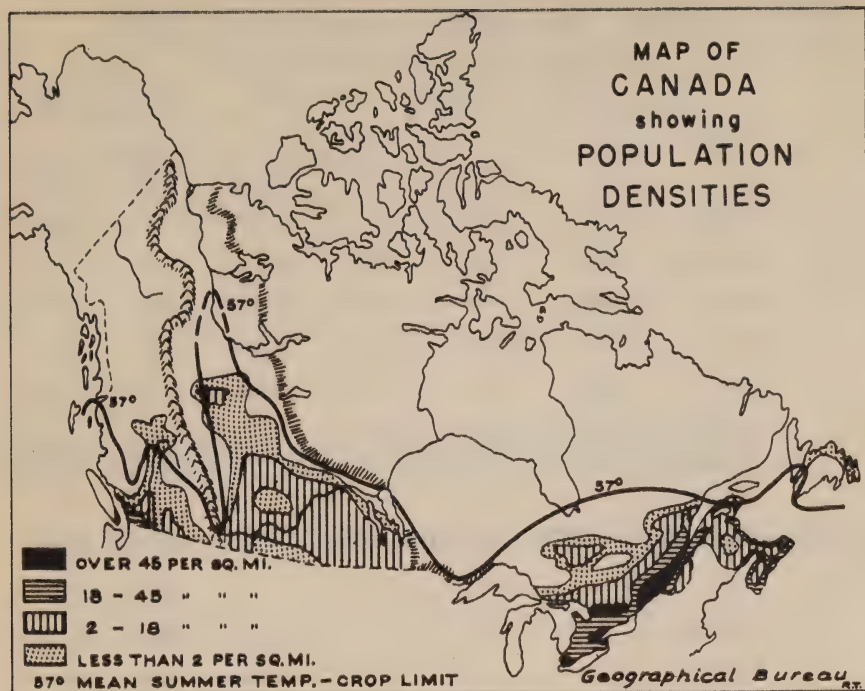 MAP OF
CANADA
showing
POPULATION
DENSITIES
57°
57°
57°
OVER 45 PER SQ. MI.
18 - 45 " " "
2 - 18 " " "
LESS THAN 2 PER SQ. MI.
57° MEAN SUMMER TEMP. - CROP LIMIT
Geographical Bureau
R.T.